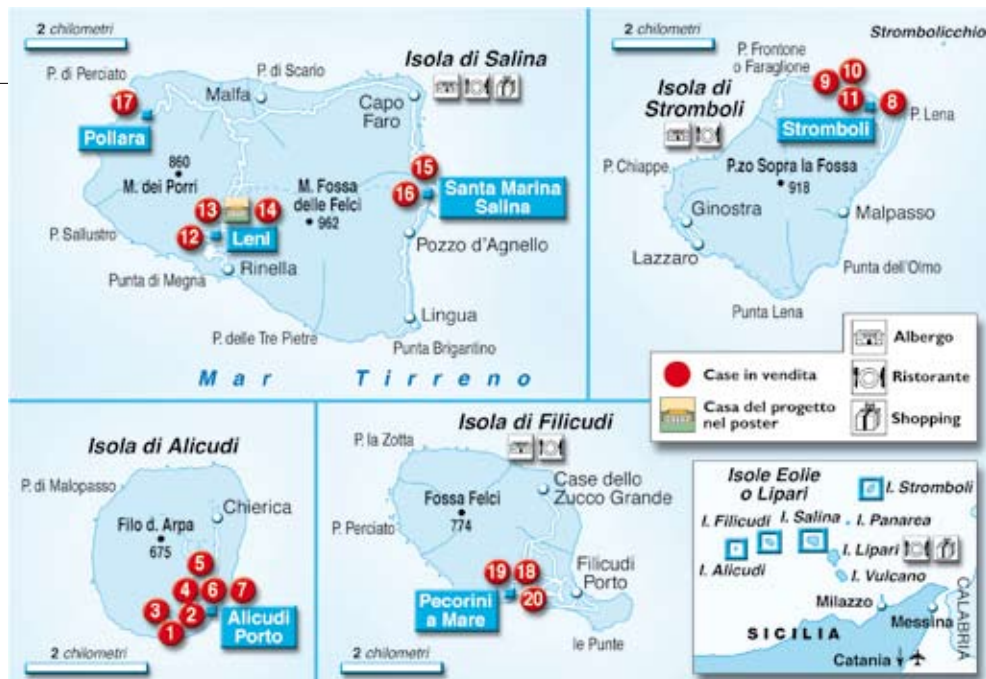 2 chilometri
Isola di Salina
P. di Perciato
P. di Scario
17
Malfa
Capo
Faro
Pollara
860
M. dei Porri
M. Fossa
delle Felci
962
15
16
Santa Marina
Salina
13
14
12
Leni
P. Sallustro
Pozzo d'Agnello
Punta di Megna
Rinella
Lingua
P. delle Tre Pietre
Punta Brigantino
Mar Tirreno
2 chilometri
Strombolicchio
P. Frontone
o Faraglione
Isola di
Stromboli
9
10
11
8
P. Lena
Stromboli
P. Chiappe
P.zo Sopra la Fossa
918
Ginostra
Malpasso
Lazzaro
Punta dell'Olmo
Punta Lena
Case in vendita
Casa del progetto
nel poster
Albergo
Ristorante
Shopping
Isola di Alicudi
P. di Malopasso
Chierica
Filo d. Arpa
675
5
4
6
7
3
2
1
Alicudi
Porto
2 chilometri
Isola di Filicudi
P. la Zotta
Case dello
Zucco Grande
Fossa Felci
774
P. Perciato
19
18
20
Filicudi
Porto
Pecorini
a Mare
le Punte
2 chilometri
Isole Eolie
o Lipari
I. Stromboli
I. Filicudi
I. Salina
I. Panarea
I. Lipari
I. Alicudi
I. Vulcano
Milazzo
Messina
CALABRIA
SICILIA
Catania